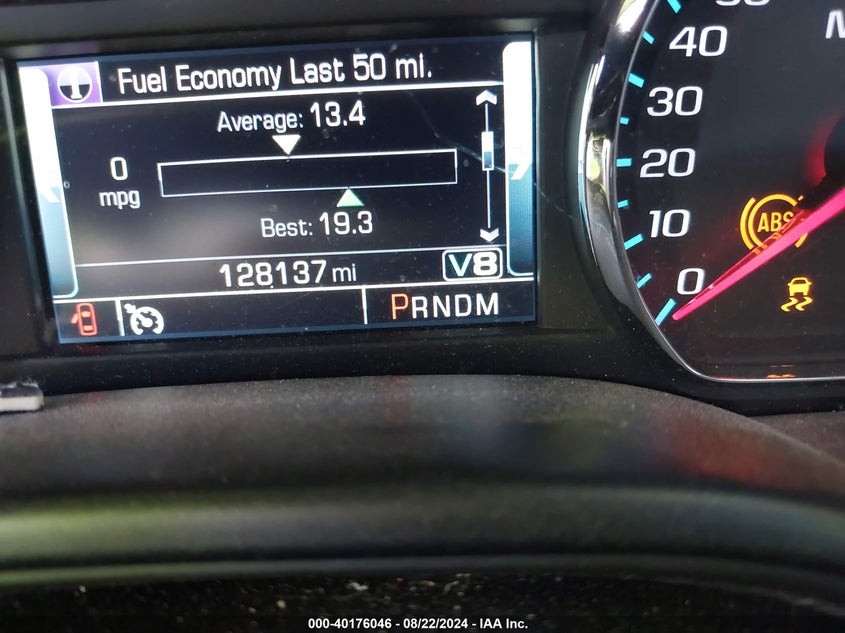 1
Fuel Economy Last 50 mi.
Average: 13.4
0
mpg
Best: 19.3
128137 mi
V8
PRNDM
40
30
20
10
0
ABS
000-40176046 - 08/22/2024 - IAA Inc.